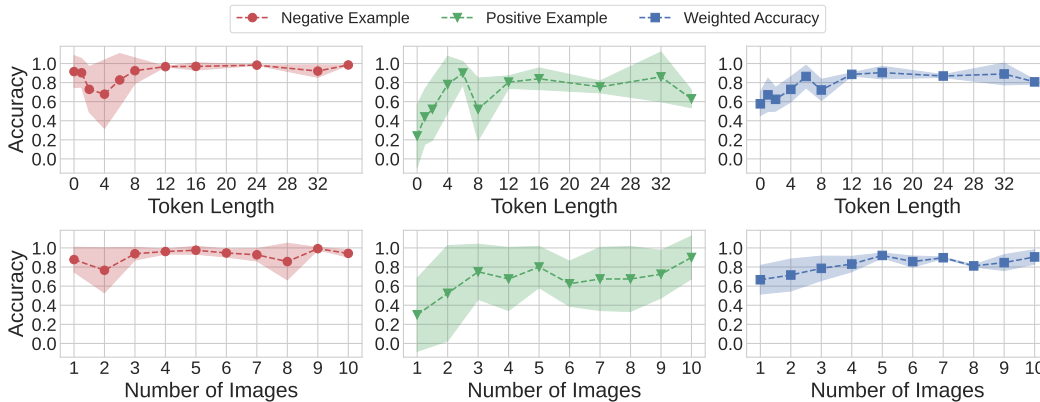 Negative Example Positive Example Weighted Accuracy
Accuracy
1.0 0.8 0.6 0.4 0.2 0.0
0 4 8 12 16 20 24 28 32
Token Length
1.0 0.8 0.6 0.4 0.2 0.0
0 4 8 12 16 20 24 28 32
Token Length
1.0 0.8 0.6 0.4 0.2 0.0
0 4 8 12 16 20 24 28 32
Token Length
Accuracy
1.0 0.8 0.6 0.4 0.2 0.0
1 2 3 4 5 6 7 8 9 10
Number of Images
1.0 0.8 0.6 0.4 0.2 0.0
1 2 3 4 5 6 7 8 9 10
Number of Images
1.0 0.8 0.6 0.4 0.2 0.0
1 2 3 4 5 6 7 8 9 10
Number of Images